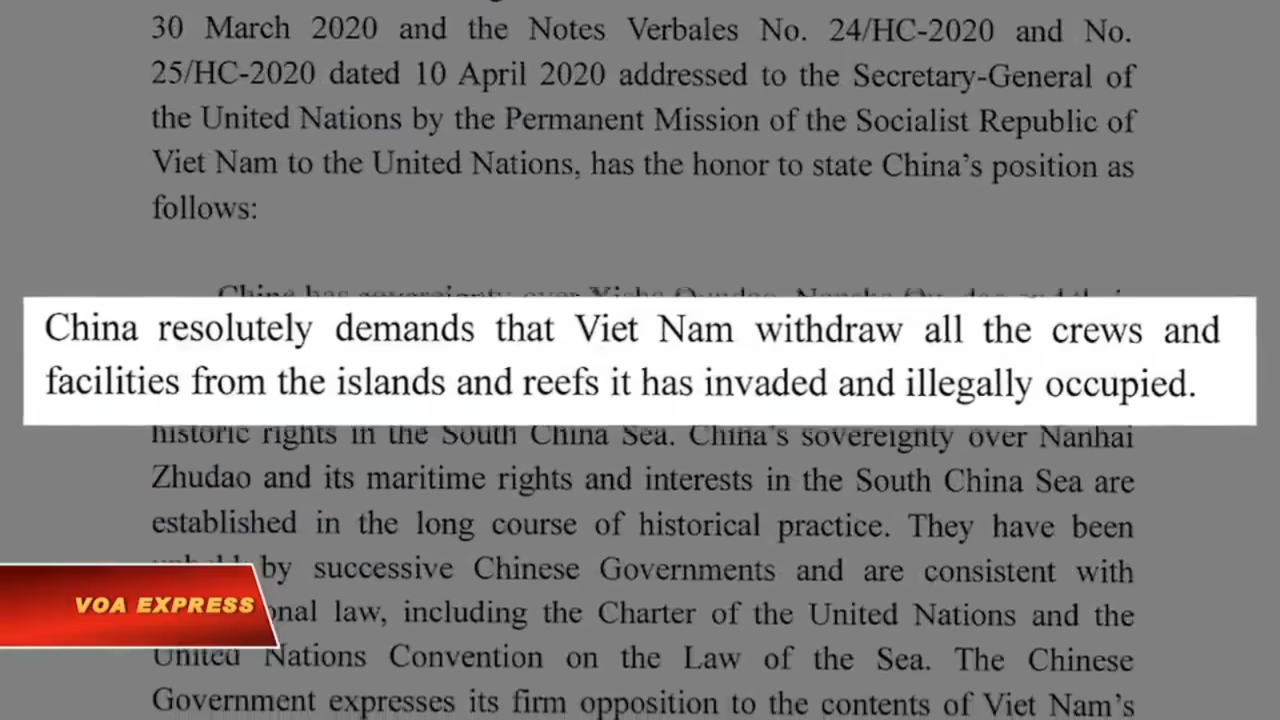 30 March 2020 and the Notes Verbales No. 24/HC-2020 and No.
25/HC-2020 dated 10 April 2020 addressed to the Secretary-General of
the United Nations by the Permanent Mission of the Socialist Republic of
Viet Nam to the United Nations, has the honor to state China's position as
follows:
China has sovereignty over Xisha Qundao, Nansha
China resolutely demands that Viet Nam withdraw all the crews and
facilities from the islands and reefs it has invaded and illegally occupied.
historic rights in the South China Sea. China's sovereignty over Nanhai
Zhudao and its maritime rights and interests in the South China Sea are
established in the long course of historical practice. They have been
by successive Chinese Governments and are consistent with
VOA EXPRESS
law, including the Charter of the United Nations and the
United Nations Convention on the Law of the Sea. The Chinese
Government expresses its firm opposition to the contents of Viet Nam's